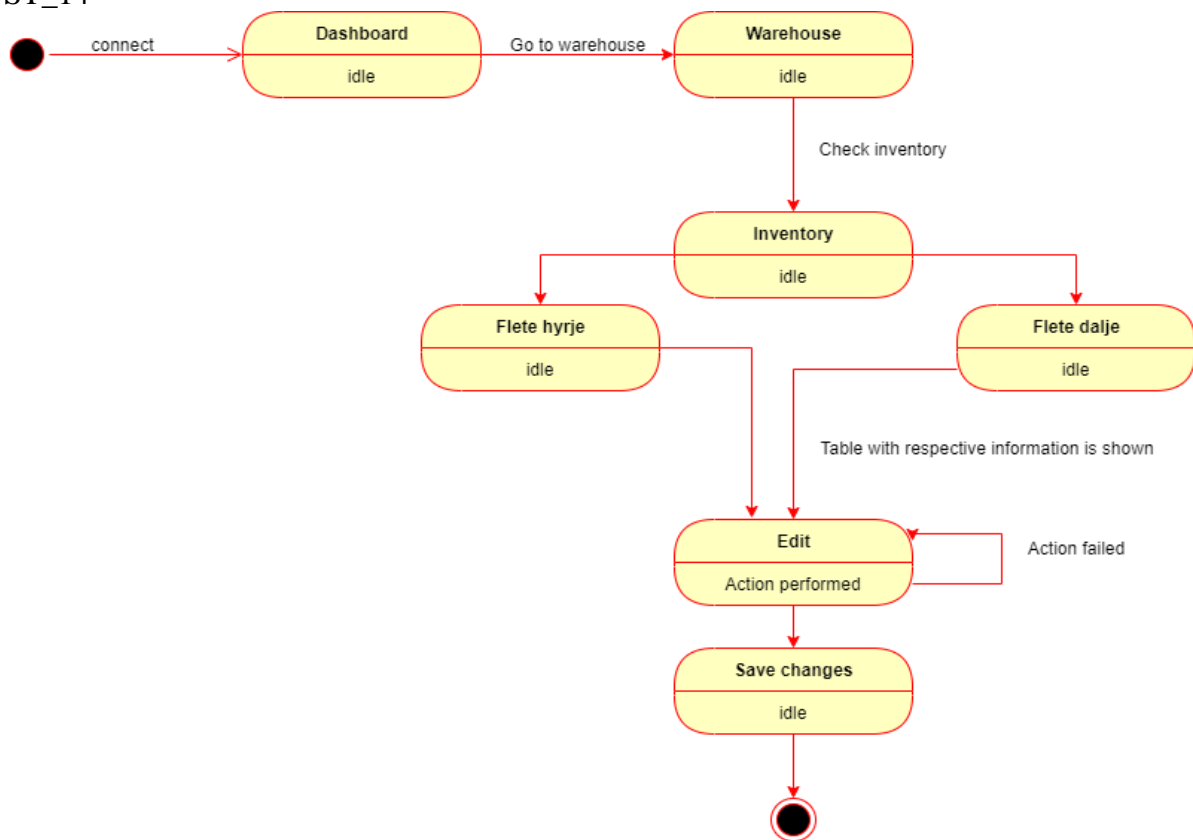 connect
Dashboard
idle
Go to warehouse
Warehouse
idle
Check inventory
Inventory
idle
Flete hyrje
idle
Flete dalje
idle
Table with respective information is shown
Edit
Action performed
Action failed
Save changes
idle